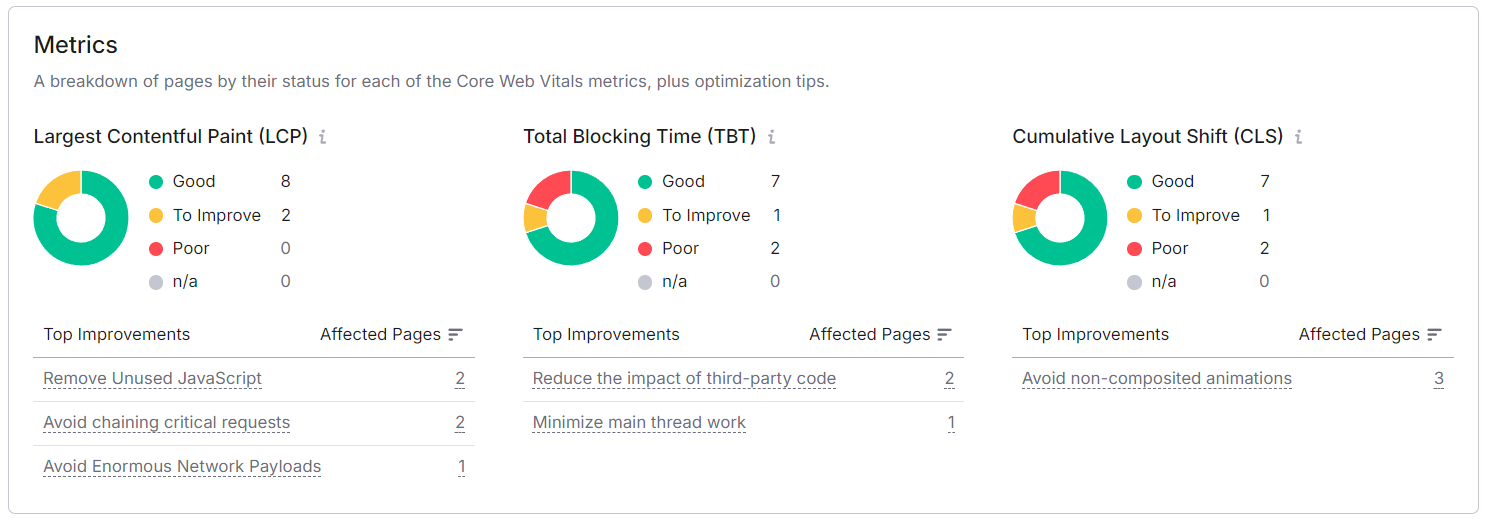 Metrics
A breakdown of pages by their status for each of the Core Web Vitals metrics, plus optimization tips.
Largest Contentful Paint (LCP) i
Good 8
To Improve 2
Poor 0
n/a 0
Top Improvements Affected Pages
Remove Unused JavaScript 2
Avoid chaining critical requests 2
Avoid Enormous Network Payloads 1
Total Blocking Time (TBT) i
Good 7
To Improve 1
Poor 2
n/a 0
Top Improvements Affected Pages
Reduce the impact of third-party code 2
Minimize main thread work 1
Cumulative Layout Shift (CLS) i
Good 7
To Improve 1
Poor 2
n/a 0
Top Improvements Affected Pages
Avoid non-composited animations 3